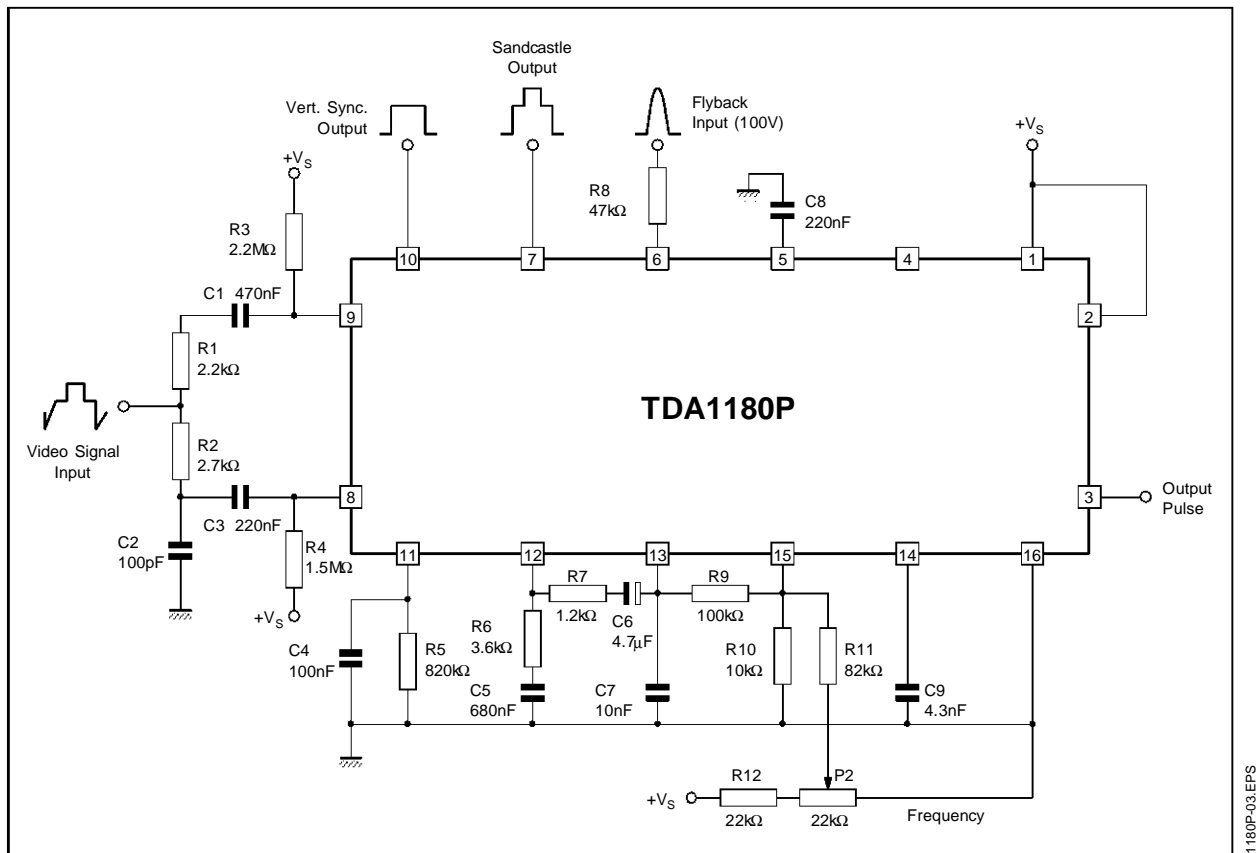 Sandcastle
Output
Vert. Sync.
Output
Flyback
Input (100V)
+VS
+VS
R8
47kΩ
C8
220nF
R3
2.2MΩ
10
7
6
5
4
1
C1 470nF
9
2
R1
2.2kΩ
TDA1180P
Video Signal
Input
R2
2.7kΩ
8
3
Output
Pulse
C3 220nF
C2
100pF
R4
1.5MΩ
+VS
11
12
13
15
14
16
R7
1.2kΩ
C6
4.7μF
R9
100kΩ
C4
100nF
R5
820kΩ
R6
3.6kΩ
C5
680nF
C7
10nF
R10
10kΩ
R11
82kΩ
C9
4.3nF
+VS
R12
22kΩ
P2
22kΩ
Frequency
1180P-03.EPS